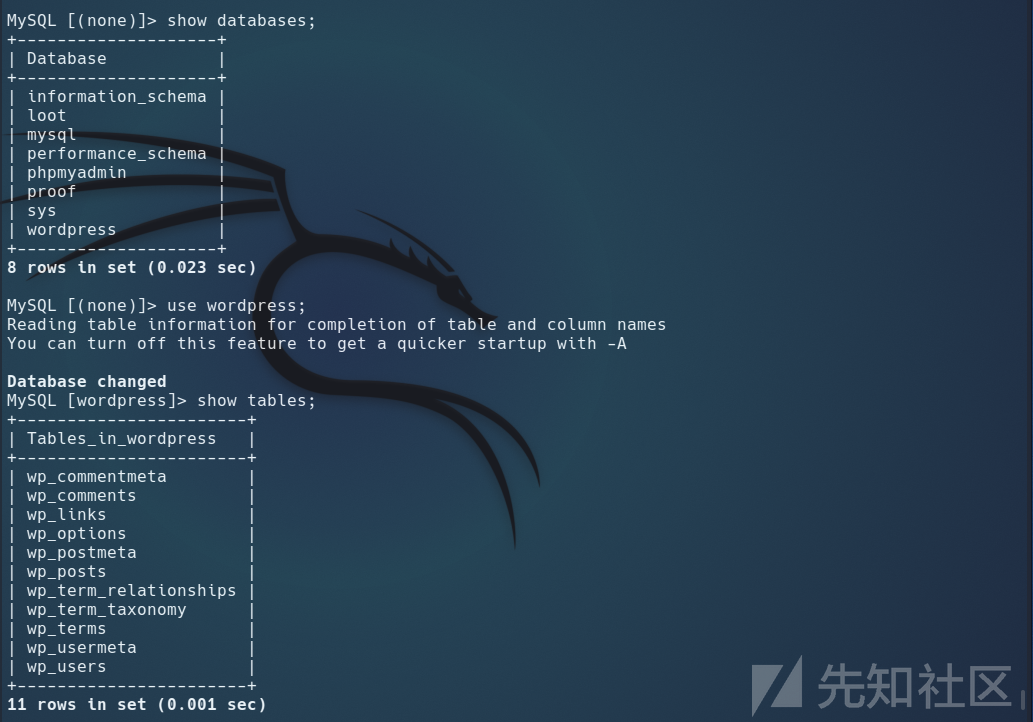 MySQL [(none)]> show databases;
+--------------------+
| Database           |
+--------------------+
| information_schema |
| loot               |
| mysql              |
| performance_schema |
| phpmyadmin         |
| proof              |
| sys                |
| wordpress          |
+--------------------+
8 rows in set (0.023 sec)

MySQL [(none)]> use wordpress;
Reading table information for completion of table and column names
You can turn off this feature to get a quicker startup with -A

Database changed
MySQL [wordpress]> show tables;
+-----------------------+
| Tables_in_wordpress   |
+-----------------------+
| wp_commentmeta        |
| wp_comments           |
| wp_links              |
| wp_options            |
| wp_postmeta           |
| wp_posts              |
| wp_term_relationships |
| wp_term_taxonomy      |
| wp_terms              |
| wp_usermeta           |
| wp_users              |
+-----------------------+
11 rows in set (0.001 sec)
先知社区